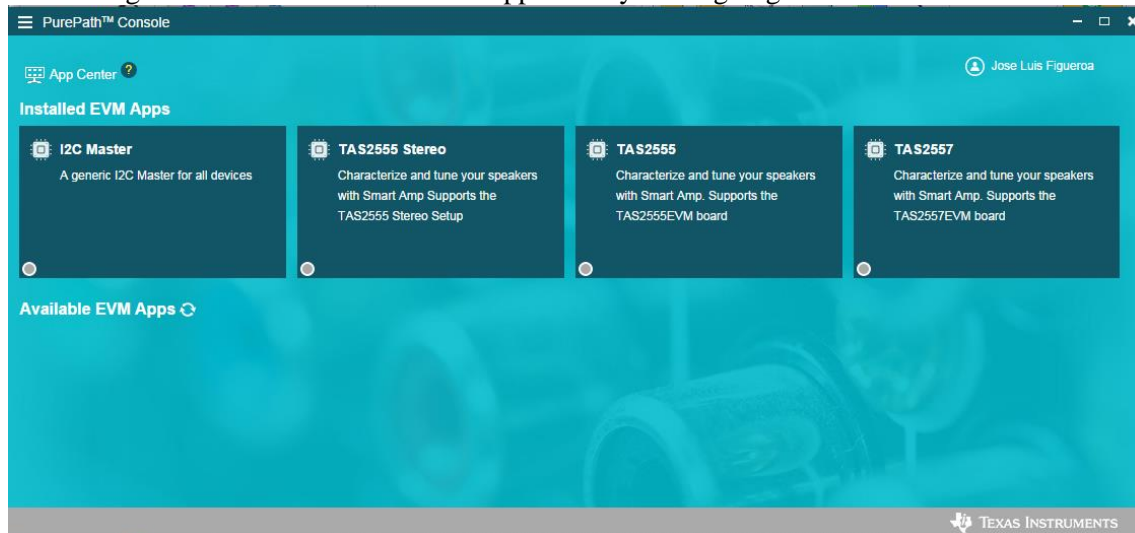 PurePath™ Console
App Center ?
Jose Luis Figueroa
Installed EVM Apps
I2C Master
A generic I2C Master for all devices
TAS2555 Stereo
Characterize and tune your speakers
with Smart Amp Supports the
TAS2555 Stereo Setup
TAS2555
Characterize and tune your speakers
with Smart Amp. Supports the
TAS2555EVM board
TAS2557
Characterize and tune your speakers
with Smart Amp. Supports the
TAS2557EVM board
Available EVM Apps
TEXAS INSTRUMENTS